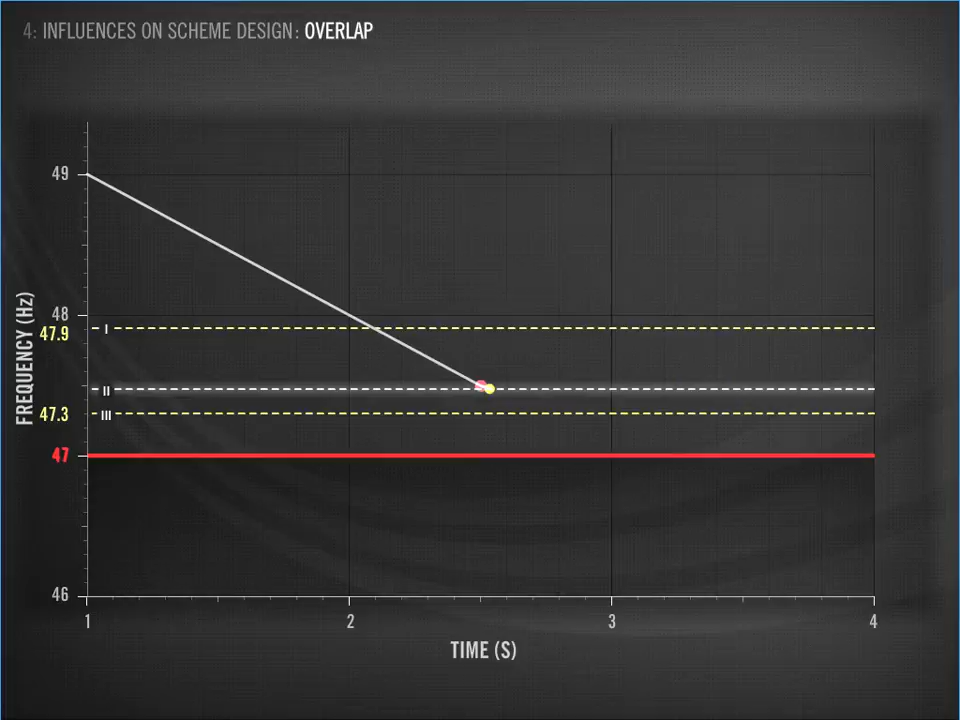 4: INFLUENCES ON SCHEME DESIGN: OVERLAP
49
48
47.9
I
II
47.3
III
47
46
1
2
3
4
FREQUENCY (Hz)
TIME (S)